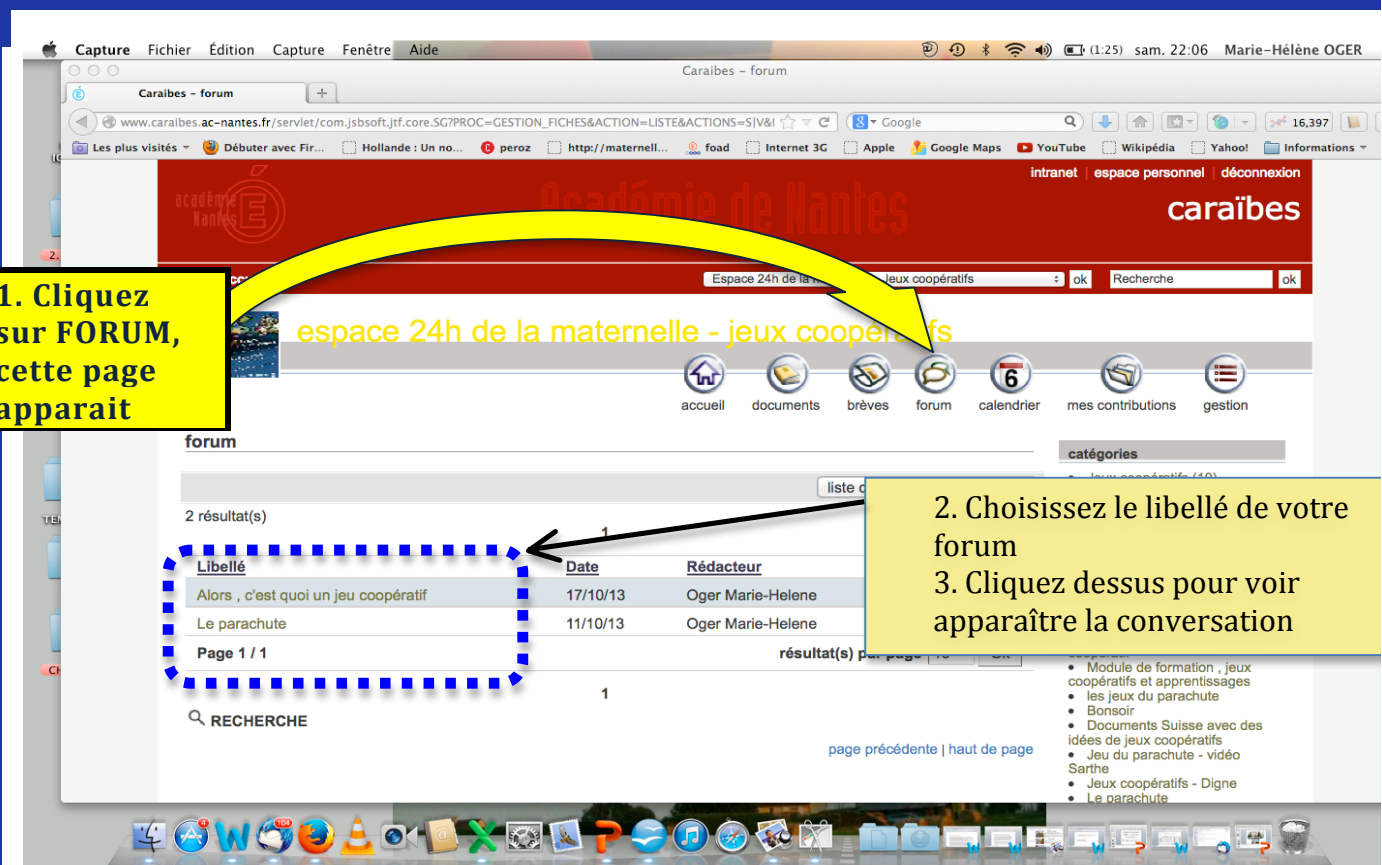 Capture Fichier Édition Capture Fenêtre Aide (1:25) sam. 22:06 Marie-Hélène OGER
Caraibes – forum
Caraibes – forum
www.caraibes.ac-nantes.fr/servlet/com.jsbsoft.jtf.core.SG?PROC=GESTION_FICHES&ACTION=LISTE&ACTIONS=S|V&I Google 16,397
Les plus visités Débuter avec Fir... Hollande : Un no... peroz http://maternell... foad Internet 3G Apple Google Maps YouTube Wikipédia Yahoo! Informations
intranet | espace personnel | déconnexion
académie Nantes
Académie de Nantes
caraïbes
2.
Espace 24h de la jeux coopératifs ok Recherche ok
1. Cliquez
sur FORUM,
cette page
apparait
espace 24h de la maternelle - jeux coopératifs
6
accueil documents brèves forum calendrier mes contributions gestion
forum
catégories
liste
2 résultat(s)
1
2. Choisissez le libellé de votre
forum
3. Cliquez dessus pour voir
apparaître la conversation
Libellé Date Rédacteur
Alors , c'est quoi un jeu coopératif 17/10/13 Oger Marie-Helene
Le parachute 11/10/13 Oger Marie-Helene
Page 1 / 1 résultat(s) par page
1
RECHERCHE
page précédente | haut de page
• Module de formation , jeux
coopératifs et apprentissages
• les jeux du parachute
• Bonsoir
• Documents Suisse avec des
idées de jeux coopératifs
• Jeu du parachute - vidéo
Sarthe
• Jeux coopératifs - Digne
• Le parachute